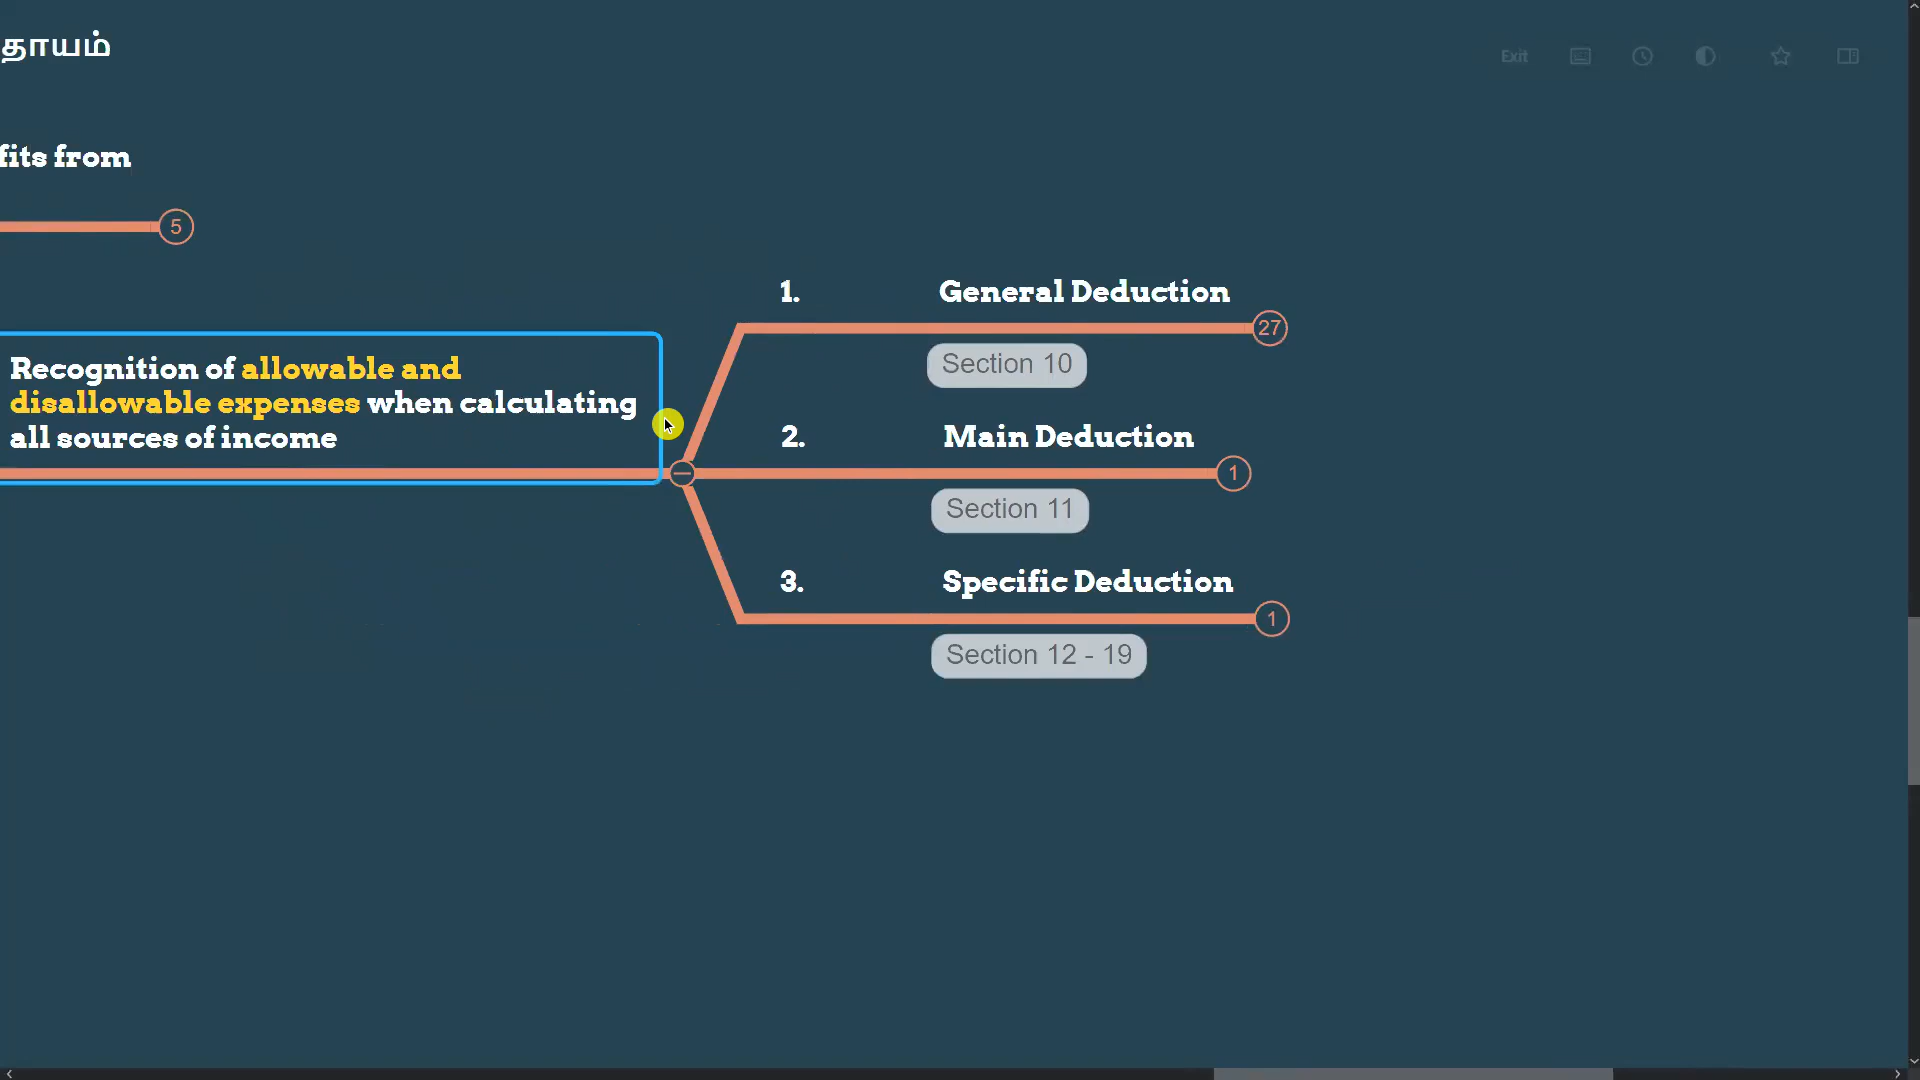 தாயம்
Exit
fits from
5
1. General Deduction
27
Section 10
Recognition of allowable and
disallowable expenses when calculating
all sources of income
2. Main Deduction
1
Section 11
3. Specific Deduction
1
Section 12 - 19